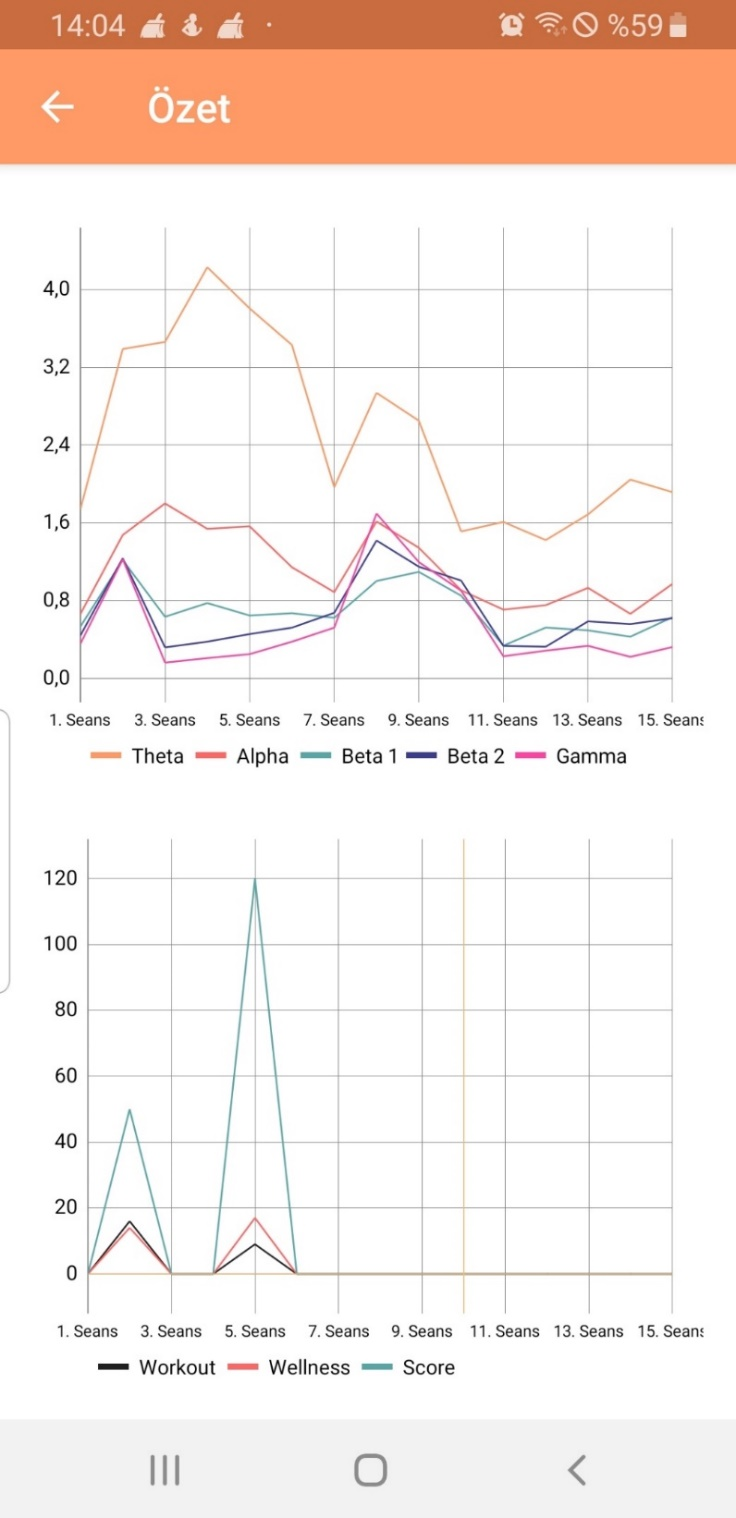 14:04 %59
Özet
4,0
3,2
2,4
1,6
0,8
0,0
1. Seans 3. Seans 5. Seans 7. Seans 9. Seans 11. Seans 13. Seans 15. Seans
Theta Alpha Beta 1 Beta 2 Gamma
120
100
80
60
40
20
0
1. Seans 3. Seans 5. Seans 7. Seans 9. Seans 11. Seans 13. Seans 15. Seans
Workout Wellness Score